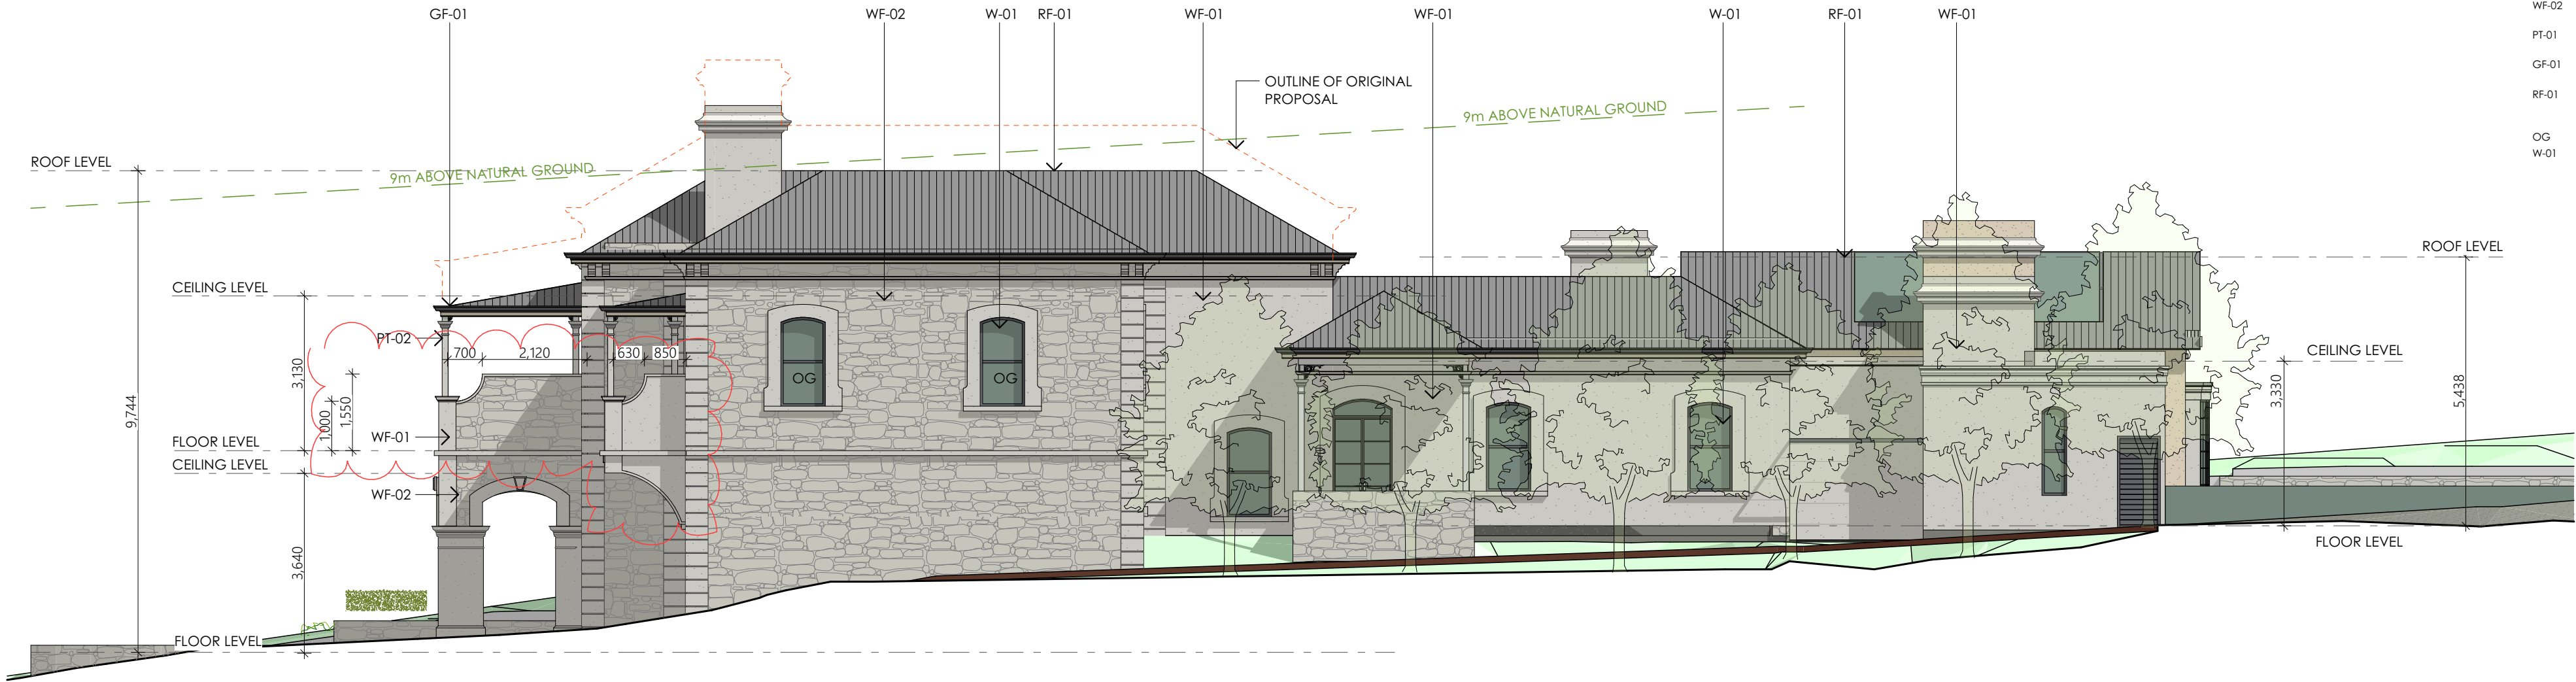 GF-01
WF-02
W-01
RF-01
WF-01
WF-01
W-01
RF-01
WF-01
WF-02
PT-01
GF-01
RF-01
OG
W-01
OUTLINE OF ORIGINAL
PROPOSAL
9m ABOVE NATURAL GROUND
9m ABOVE NATURAL GROUND
ROOF LEVEL
ROOF LEVEL
CEILING LEVEL
PT-02
700
2,120
630
850
CEILING LEVEL
3,130
OG
OG
9,744
1,000
1,550
3,330
5,438
WF-01
FLOOR LEVEL
CEILING LEVEL
WF-02
3,640
FLOOR LEVEL
FLOOR LEVEL